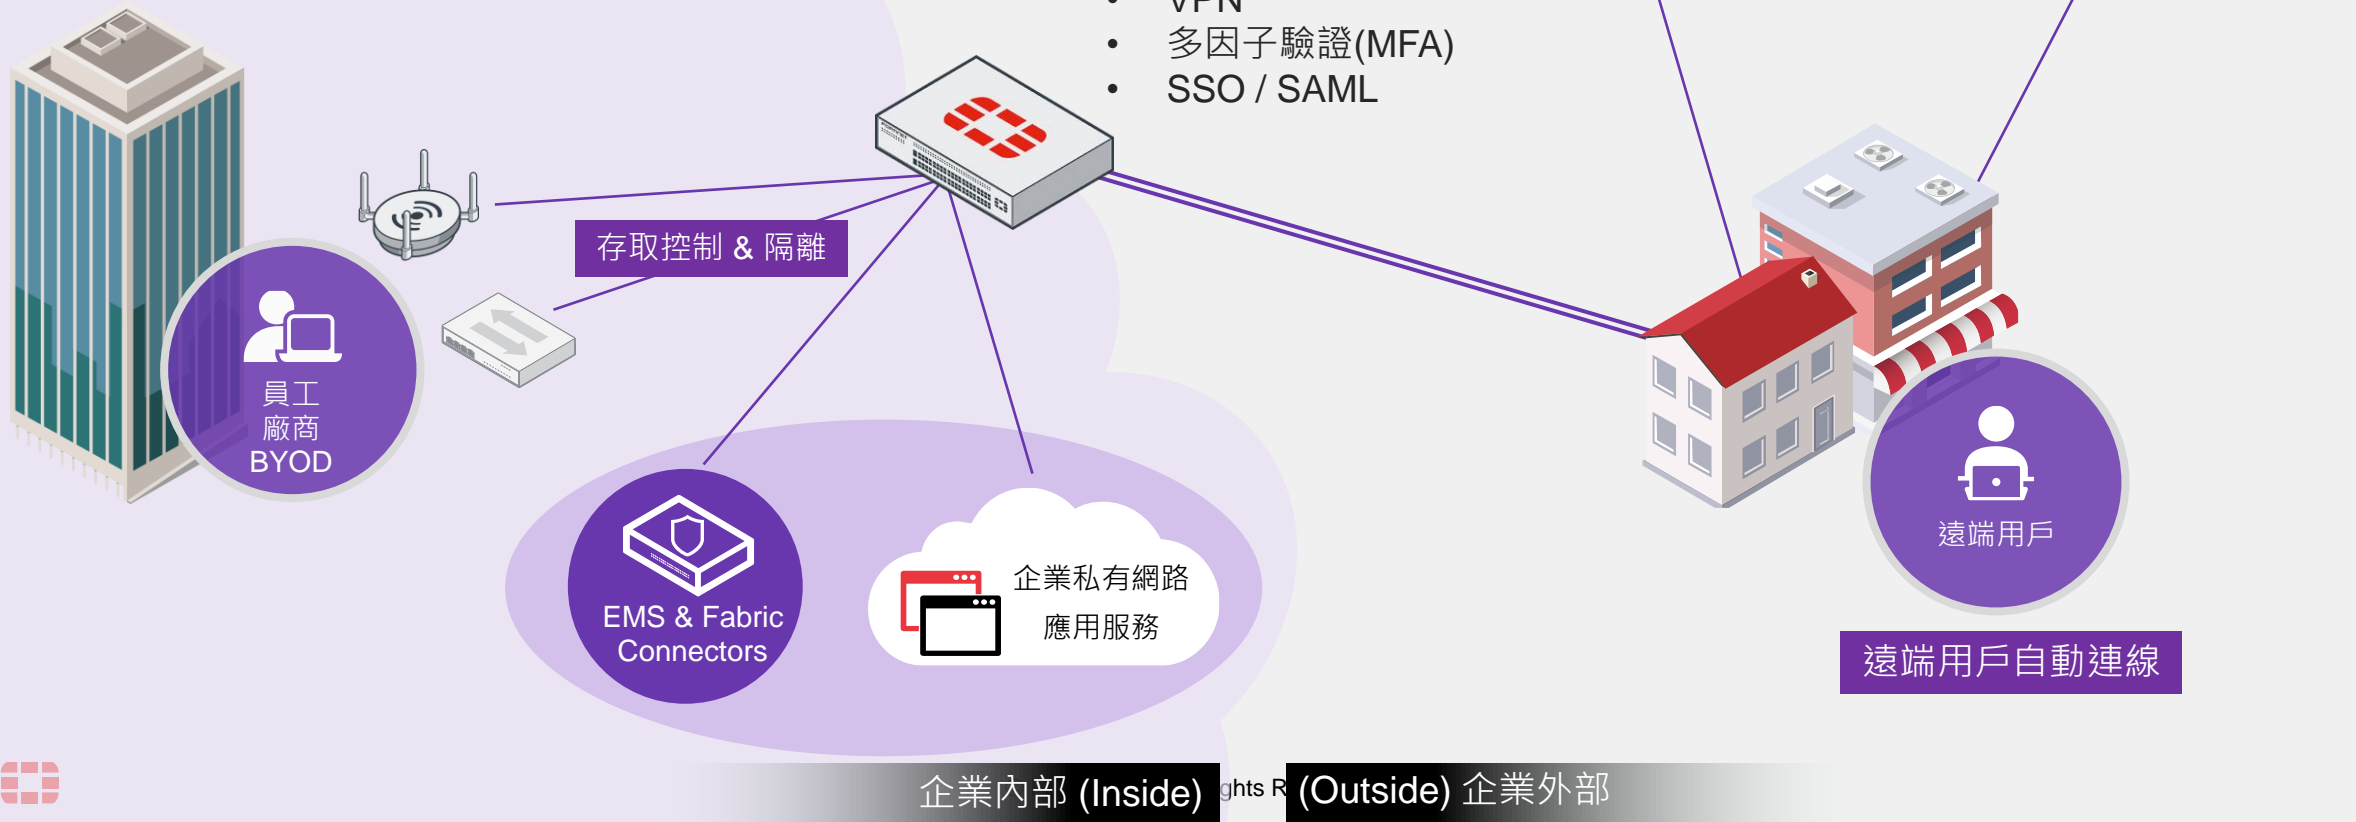 VPN
多因子驗證(MFA)
SSO / SAML
存取控制 & 隔離
員工
廠商
BYOD
EMS & Fabric
Connectors
企業私有網路
應用服務
遠端用戶
遠端用戶自動連線
企業內部 (Inside)
ghts R
(Outside) 企業外部